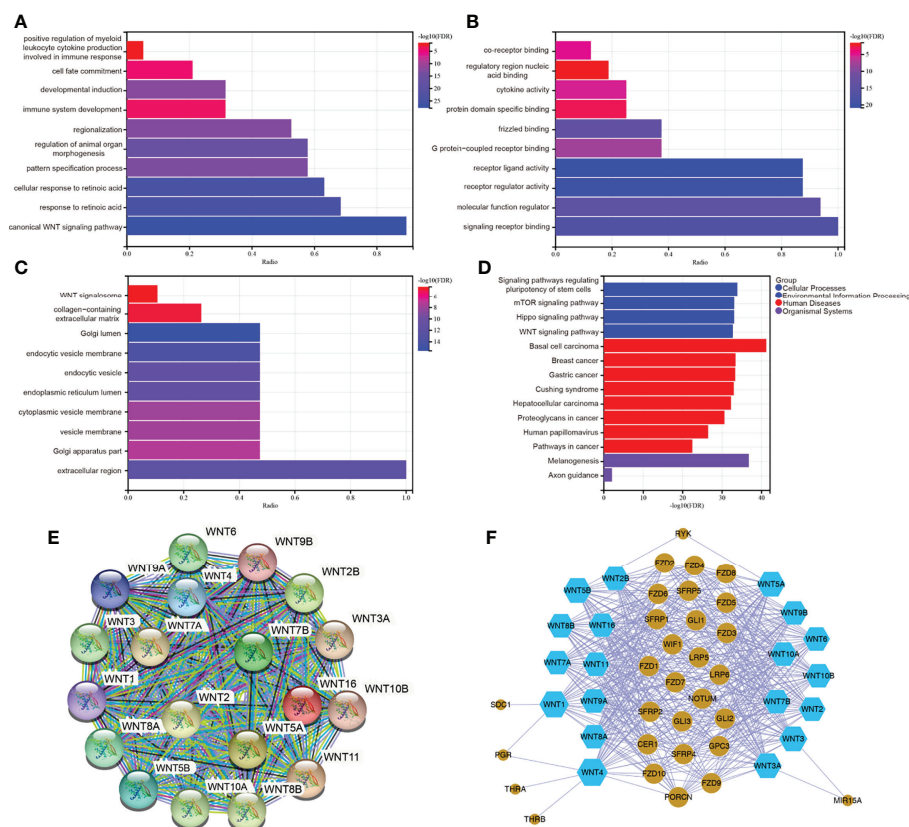 A
positive regulation of myeloid
leukocyte cytokine production
involved in immune response
cell fate commitment
developmental induction
immune system development
regionalization
regulation of animal organ
morphogenesis
pattern specification process
cellular response to retinoic acid
response to retinoic acid
canonical WNT signaling pathway
0.0 0.2 0.4 0.6 0.8
Radio
-log10(FDR)
5
10
15
20
25
B
co-receptor binding
regulatory region nucleic
acid binding
cytokine activity
protein domain specific binding
frizzled binding
G protein-coupled receptor binding
receptor ligand activity
receptor regulator activity
molecular function regulator
signaling receptor binding
0.0 0.2 0.4 0.6 0.8 1.0
Radio
-log10(FDR)
5
10
15
20
C
WNT signalosome
collagen-containing
extracellular matrix
Golgi lumen
endocytic vesicle membrane
endocytic vesicle
endoplasmic reticulum lumen
cytoplasmic vesicle membrane
vesicle membrane
Golgi apparatus part
extracellular region
0.0 0.2 0.4 0.6 0.8 1.0
Radio
-log10(FDR)
4
6
8
10
12
14
D
Signaling pathways regulating
pluripotency of stem cells
mTOR signaling pathway
Hippo signaling pathway
WNT signaling pathway
Basal cell carcinoma
Breast cancer
Gastric cancer
Cushing syndrome
Hepatocellular carcinoma
Proteoglycans in cancer
Human papillomavirus
Pathways in cancer
Melanogenesis
Axon guidance
0 10 20 30 40
-log10(FDR)
Group
Cellular Processes
Environmental Information Processing
Human Diseases
Organismal Systems
E
WNT6
WNT9B
WNT9A
WNT4
WNT2B
WNT3
WNT7A
WNT7B
WNT3A
WNT1
WNT2
WNT16
WNT10B
WNT8A
WNT5A
WNT11
WNT5B
WNT10A
WNT8B
F
RYK
FZD2
FZD4
FZD8
WNT2B
WNT5A
WNT5B
FZD6
SFRP5
FZD5
WNT9B
WNT8B
WNT16
SFRP1
GLI1
FZD3
WNT6
WIF1
WNT10A
WNT7A
WNT11
FZD1
LRP5
LRP6
WNT10B
FZD7
NOTUM
SDC1
WNT1
WNT9A
SFRP2
WNT7B
WNT2
GLI3
GLI2
WNT8A
WNT3
CER1
SFRP4
GPC3
PGR
WNT4
WNT3A
FZD10
FZD9
THRA
PORCN
MIR15A
THRB